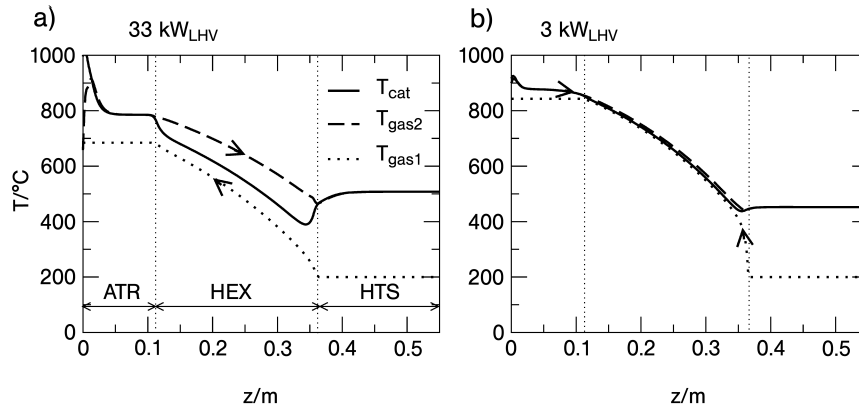 a) 33 kW_LHV
1000
800
600
400
200
0
T/°C
T_cat
T_gas2
T_gas1
ATR HEX HTS
0 0.1 0.2 0.3 0.4 0.5
z/m
b) 3 kW_LHV
1000
800
600
400
200
0
0 0.1 0.2 0.3 0.4 0.5
z/m